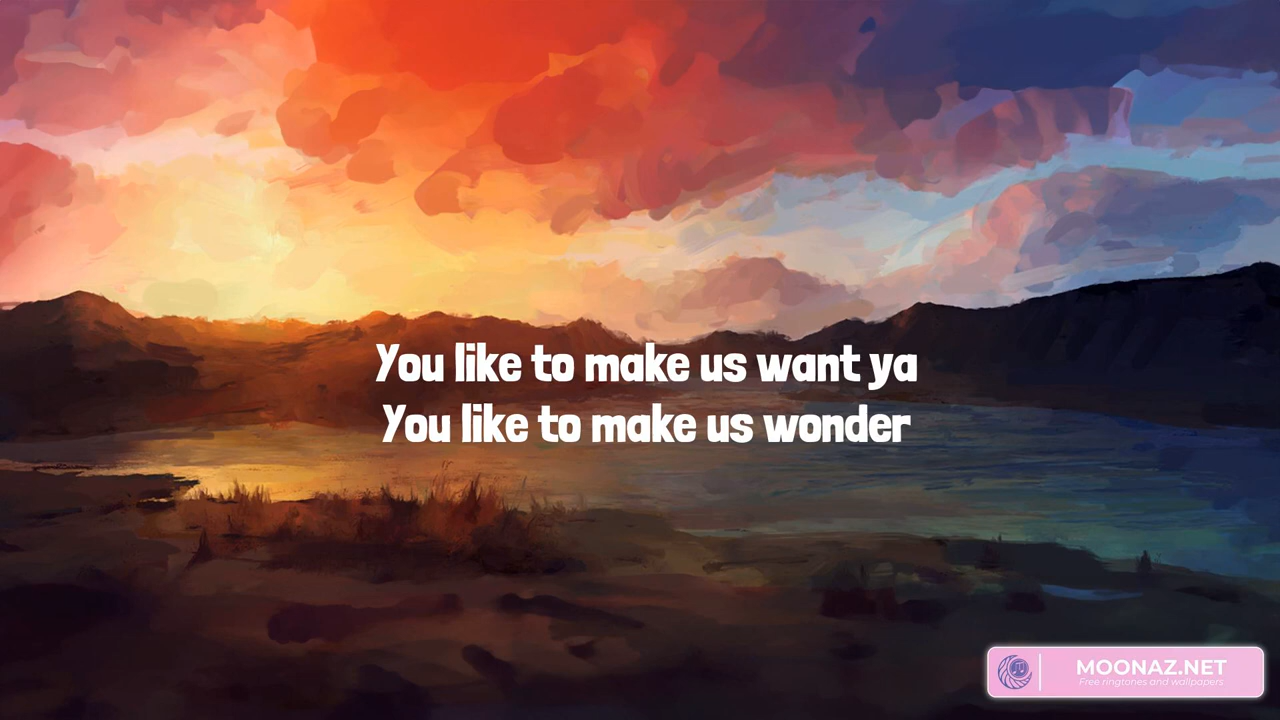 You like to make us want ya
You like to make us wonder
MOONAZ.NET
Free ringtones and wallpapers